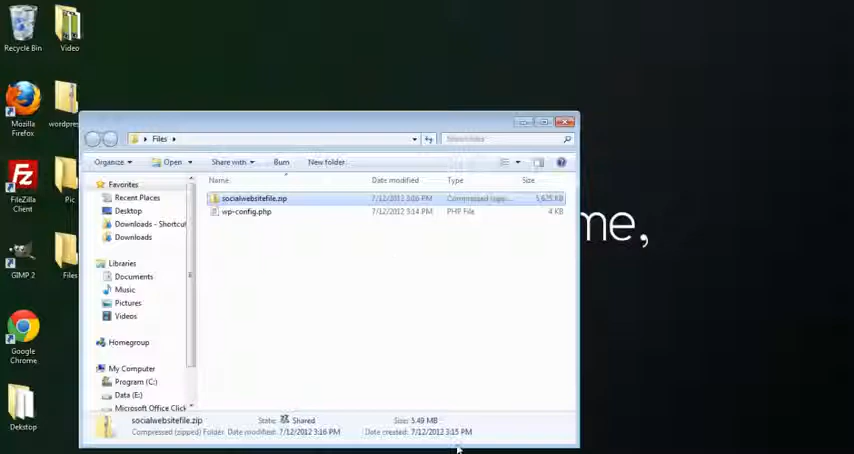 Recycle Bin
Video
Mozilla
Firefox
wordpres
FileZilla
Client
Pic
GIMP 2
Files
Google
Chrome
Dekstop
me,
Files
Organize
Open
Share with
Burn
New folder
Name
Date modified
Type
Size
socialwebsitefile.zip
7/12/2012 3:16 PM
Compressed (zipp...
5,625 KB
wp-config.php
7/12/2012 3:14 PM
PHP File
4 KB
Favorites
Recent Places
Desktop
Downloads - Shortcut
Downloads
Libraries
Documents
Music
Pictures
Videos
Homegroup
My Computer
Program (C:)
Data (E:)
Microsoft Office Click
socialwebsitefile.zip
State: Shared
Size: 5.49 MB
Compressed (zipped) Folder
Date modified: 7/12/2012 3:16 PM
Date created: 7/12/2012 3:15 PM